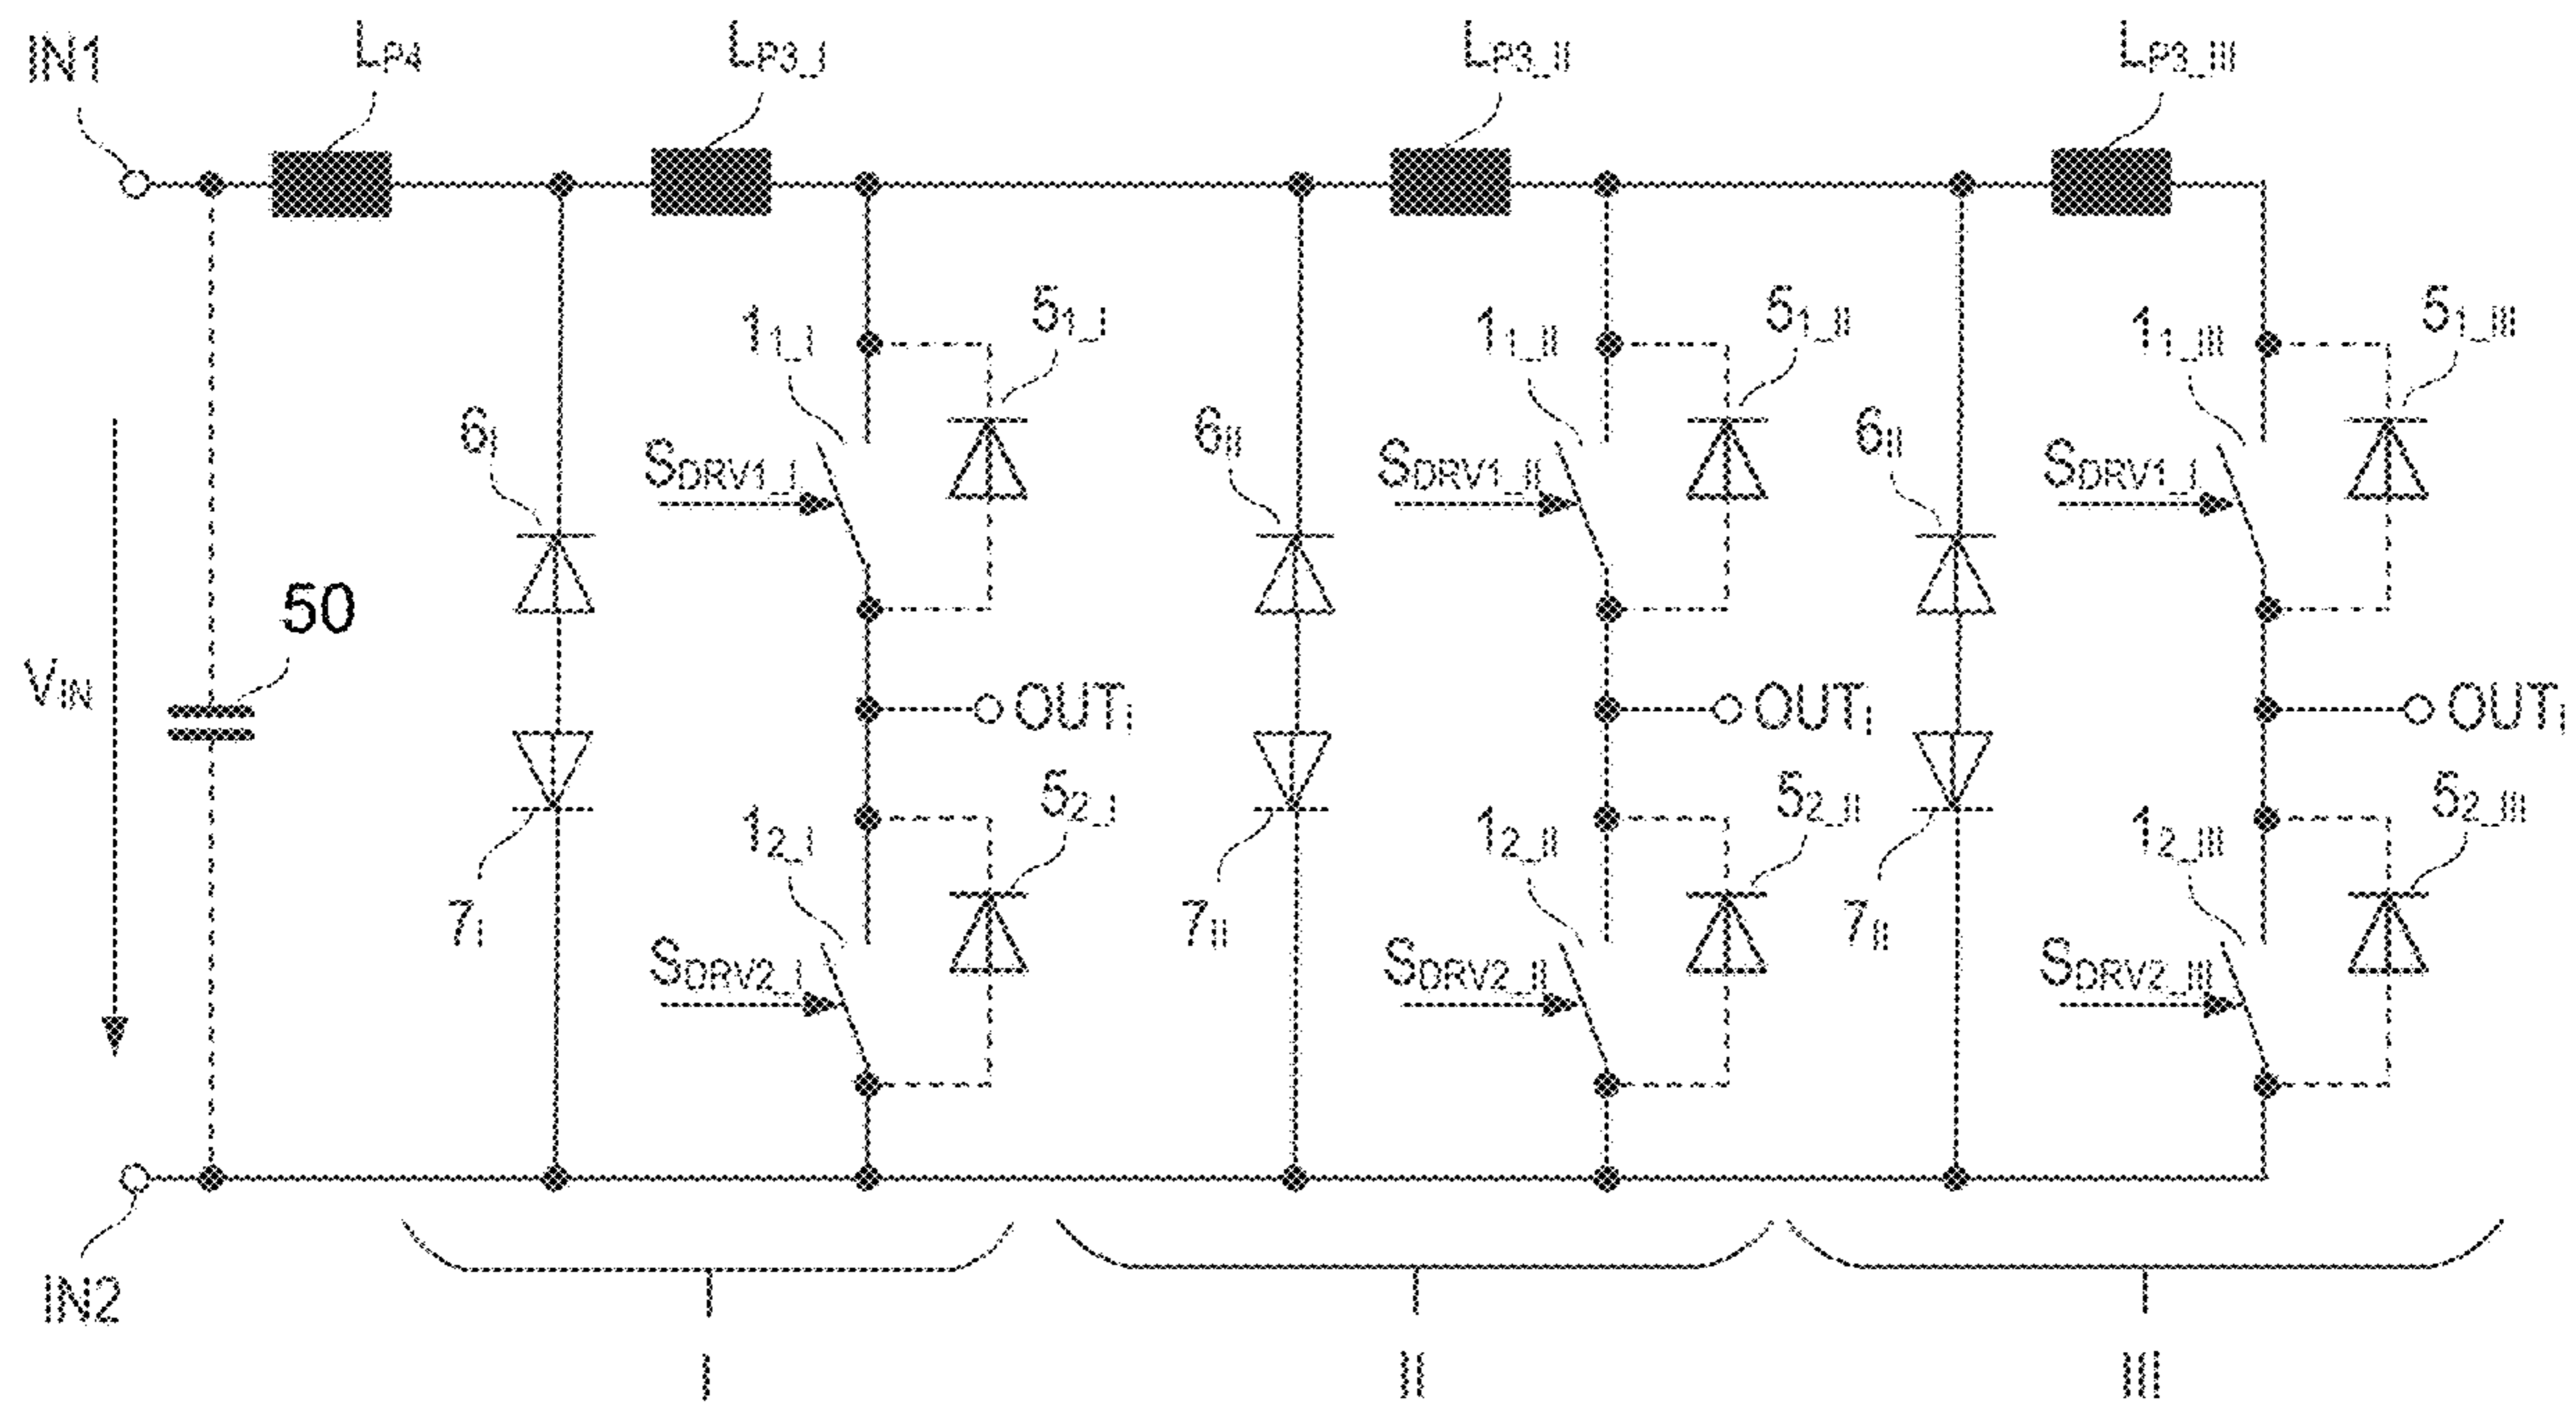 IN1
LP4
LP3_I
LP3_II
LP3_III
11_I
51_I
11_II
51_II
11_III
51_III
6I
SDRV1_I
6II
SDRV1_II
6II
SDRV1_I
50
VIN
OUTI
OUTI
OUTI
12_I
52_I
12_II
52_II
12_III
52_III
7I
SDRV2_I
7II
SDRV2_II
7II
SDRV2_III
IN2
I
II
III